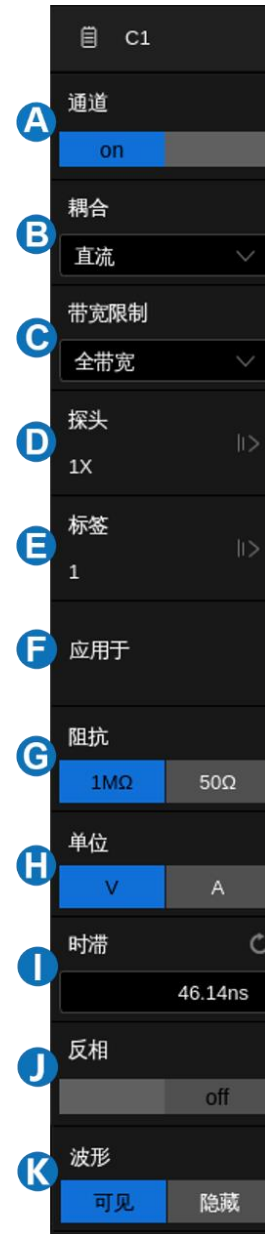 C1
A
通道
on
B
耦合
直流
C
带宽限制
全带宽
D
探头
1X
E
标签
1
F
应用于
G
阻抗
1MΩ 50Ω
H
单位
V A
I
时滞
46.14ns
J
反相
off
K
波形
可见 隐藏